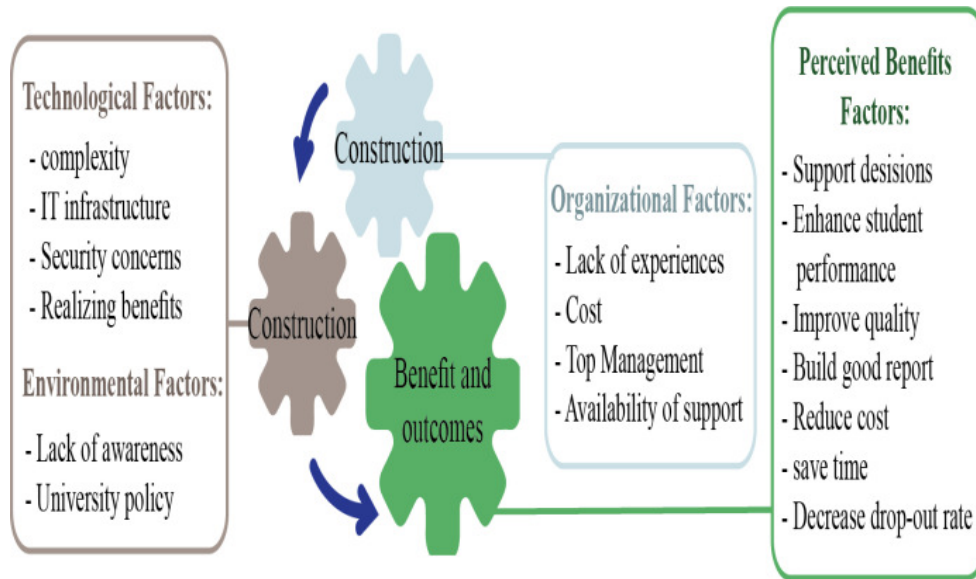 Technological Factors:
- complexity
- IT infrastructure
- Security concerns
- Realizing benefits
Environmental Factors:
- Lack of awareness
- University policy
Construction
Construction
Benefit and
outcomes
Organizational Factors:
- Lack of experiences
- Cost
- Top Management
- Availability of support
Perceived Benefits
Factors:
- Support desisions
- Enhance student
performance
- Improve quality
- Build good report
- Reduce cost
- save time
- Decrease drop-out rate